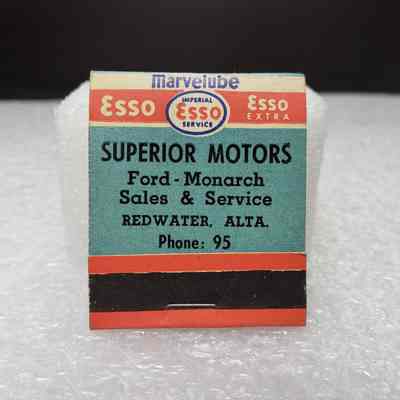 Marvelube
Esso IMPERIAL Esso SERVICE Esso EXTRA
SUPERIOR MOTORS
Ford - Monarch
Sales & Service
REDWATER, ALTA.
Phone: 95